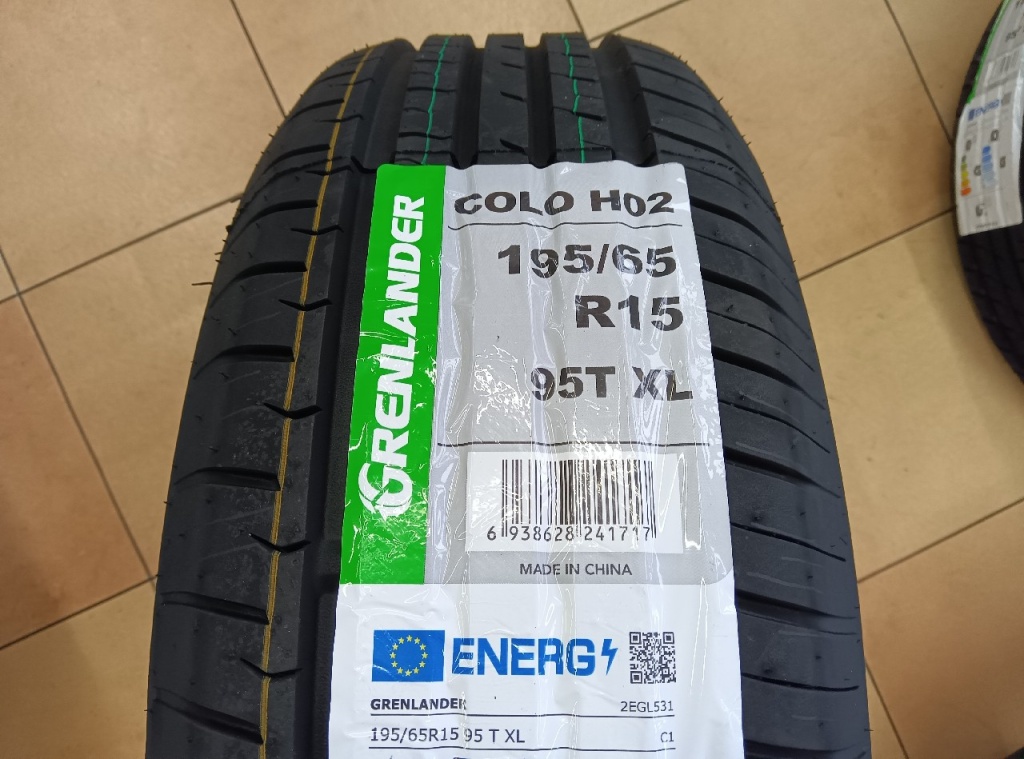 GRENLANDER
COLO H02
195/65
R15
95T XL
6 938628 241717
MADE IN CHINA
ENERG
GRENLANDER 2EGL531
195/65R15 95 T XL C1